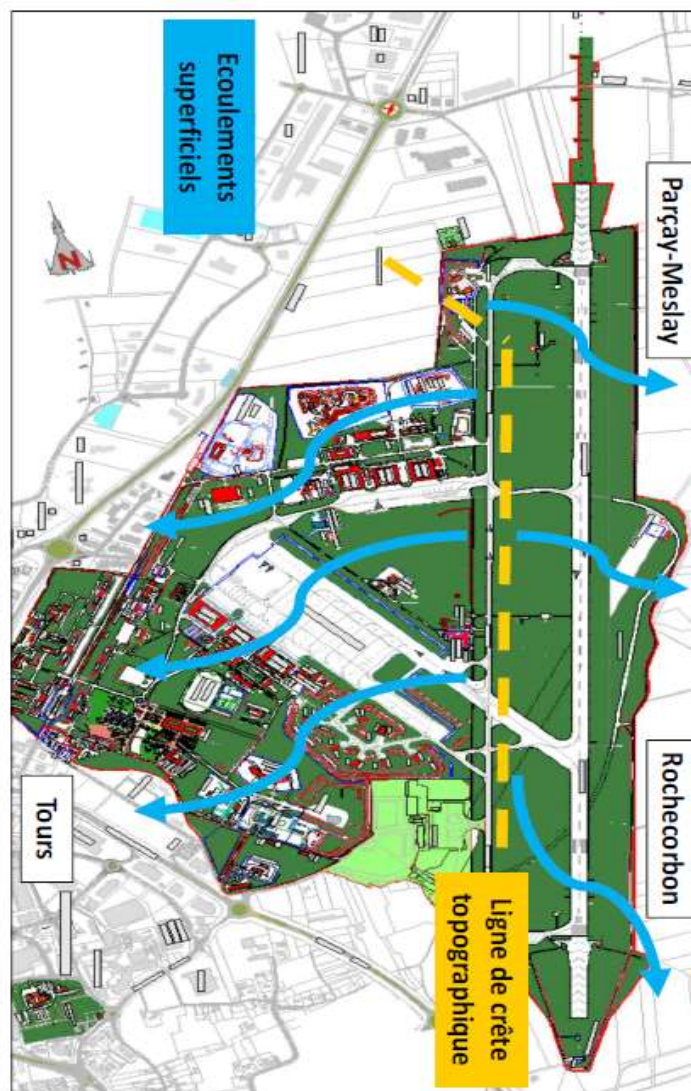 Parçay-Meslay
Rochecorbon
Ligne de crête
topographique
Ecoulements
superficiels
Tours
N